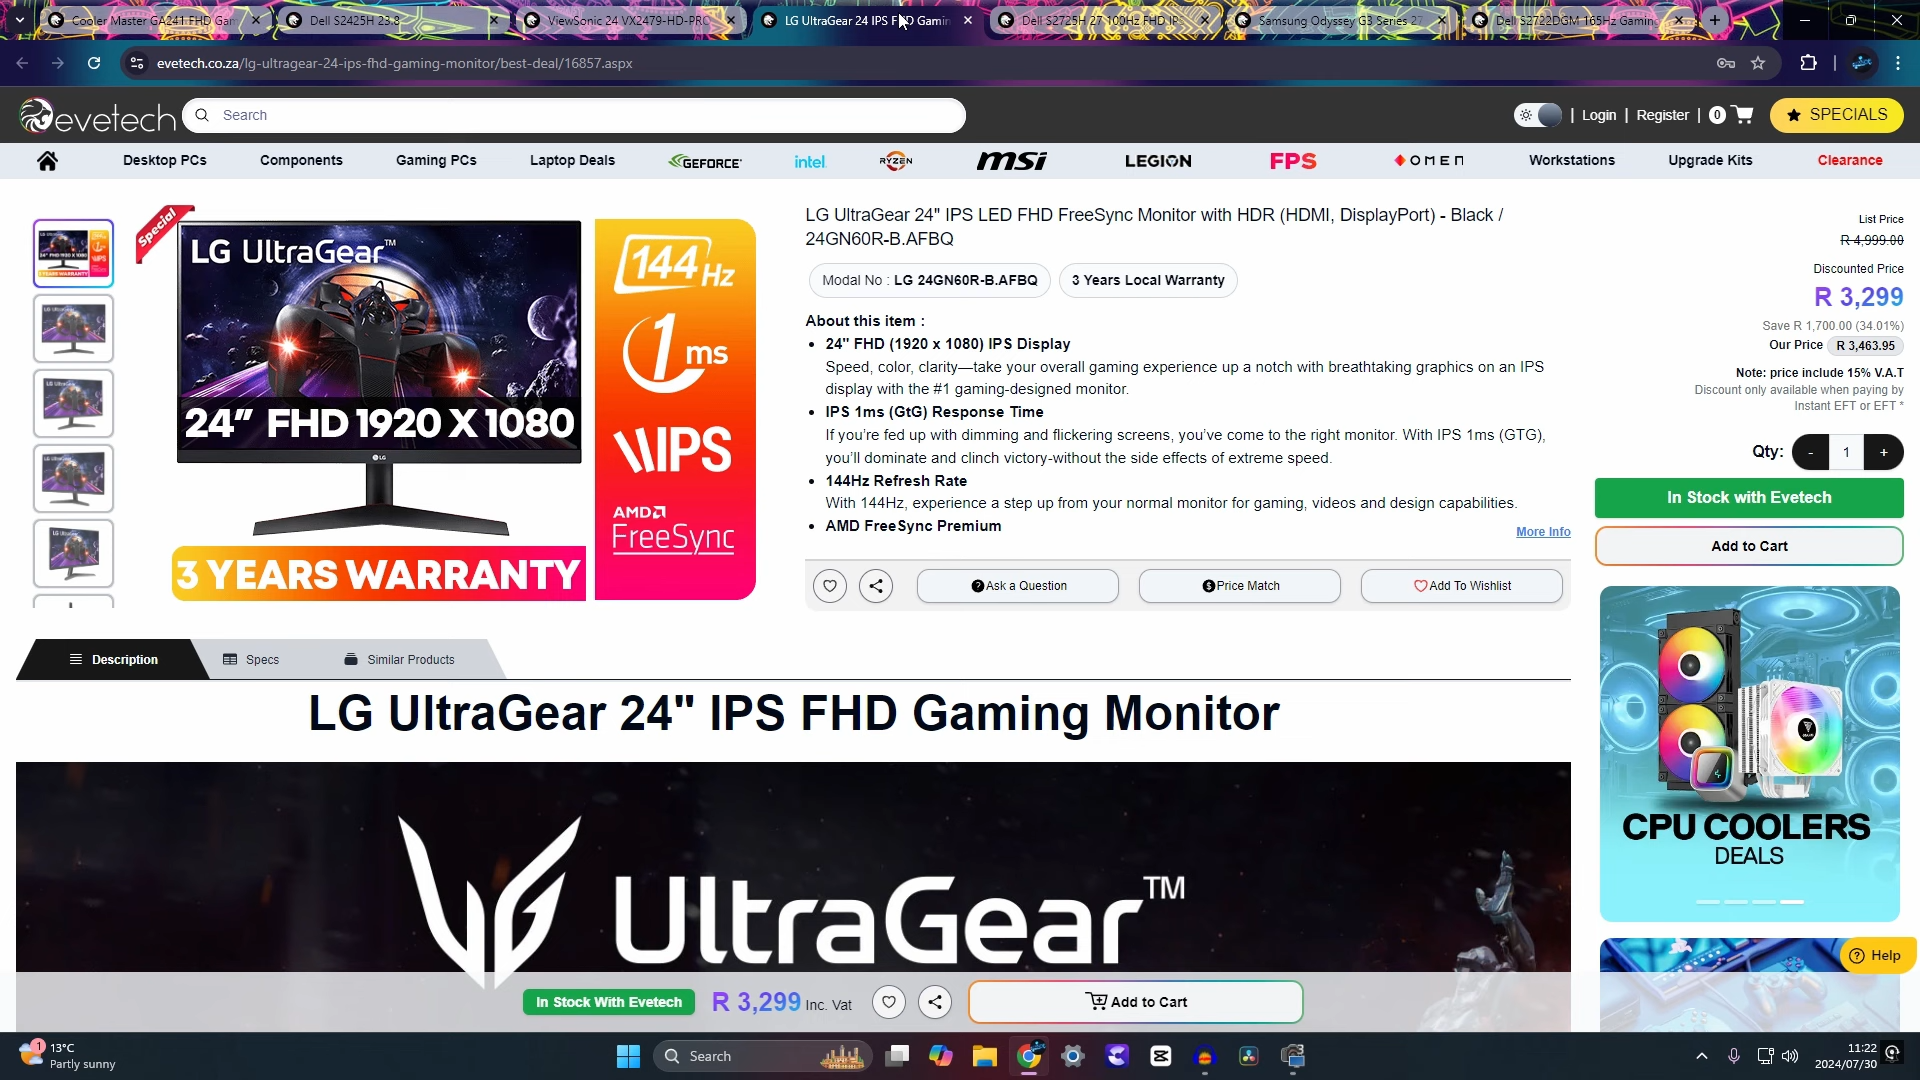 Cooler Master GA241 FHD Gam
Dell S2425H 23.8
ViewSonic 24 VX2479-HD-PRO
LG UltraGear 24 IPS FHD Gamin
Dell S2725H 27 100Hz FHD IPS
Samsung Odyssey G3 Series 27
Dell S2722DGM 165Hz Gaming
evetech.co.za/lg-ultragear-24-ips-fhd-gaming-monitor/best-deal/16857.aspx
evetech
Search
| Login | Register | 0
SPECIALS
Desktop PCs
Components
Gaming PCs
Laptop Deals
GEFORCE
intel
RYZEN
msi
LEGION
FPS
OMEN
Workstations
Upgrade Kits
Clearance
Special
LG UltraGear™
24” FHD 1920 X 1080
LG
3 YEARS WARRANTY
144Hz
1ms
IPS
AMD
FreeSync
LG UltraGear 24" IPS LED FHD FreeSync Monitor with HDR (HDMI, DisplayPort) - Black /
24GN60R-B.AFBQ
Modal No : LG 24GN60R-B.AFBQ
3 Years Local Warranty
About this item :
• 24" FHD (1920 x 1080) IPS Display
Speed, color, clarity—take your overall gaming experience up a notch with breathtaking graphics on an IPS
display with the #1 gaming-designed monitor.
• IPS 1ms (GtG) Response Time
If you’re fed up with dimming and flickering screens, you’ve come to the right monitor. With IPS 1ms (GTG),
you’ll dominate and clinch victory-without the side effects of extreme speed.
• 144Hz Refresh Rate
With 144Hz, experience a step up from your normal monitor for gaming, videos and design capabilities.
• AMD FreeSync Premium
More Info
Ask a Question
Price Match
Add To Wishlist
List Price
R 4,999.00
Discounted Price
R 3,299
Save R 1,700.00 (34.01%)
Our Price R 3,463.95
Note: price include 15% V.A.T
Discount only available when paying by
Instant EFT or EFT *
Qty: - 1 +
In Stock with Evetech
Add to Cart
CPU COOLERS
DEALS
Description
Specs
Similar Products
LG UltraGear 24" IPS FHD Gaming Monitor
UltraGear™
Help
In Stock With Evetech
R 3,299 Inc. Vat
Add to Cart
1
13°C
Partly sunny
Search
11:22
2024/07/30